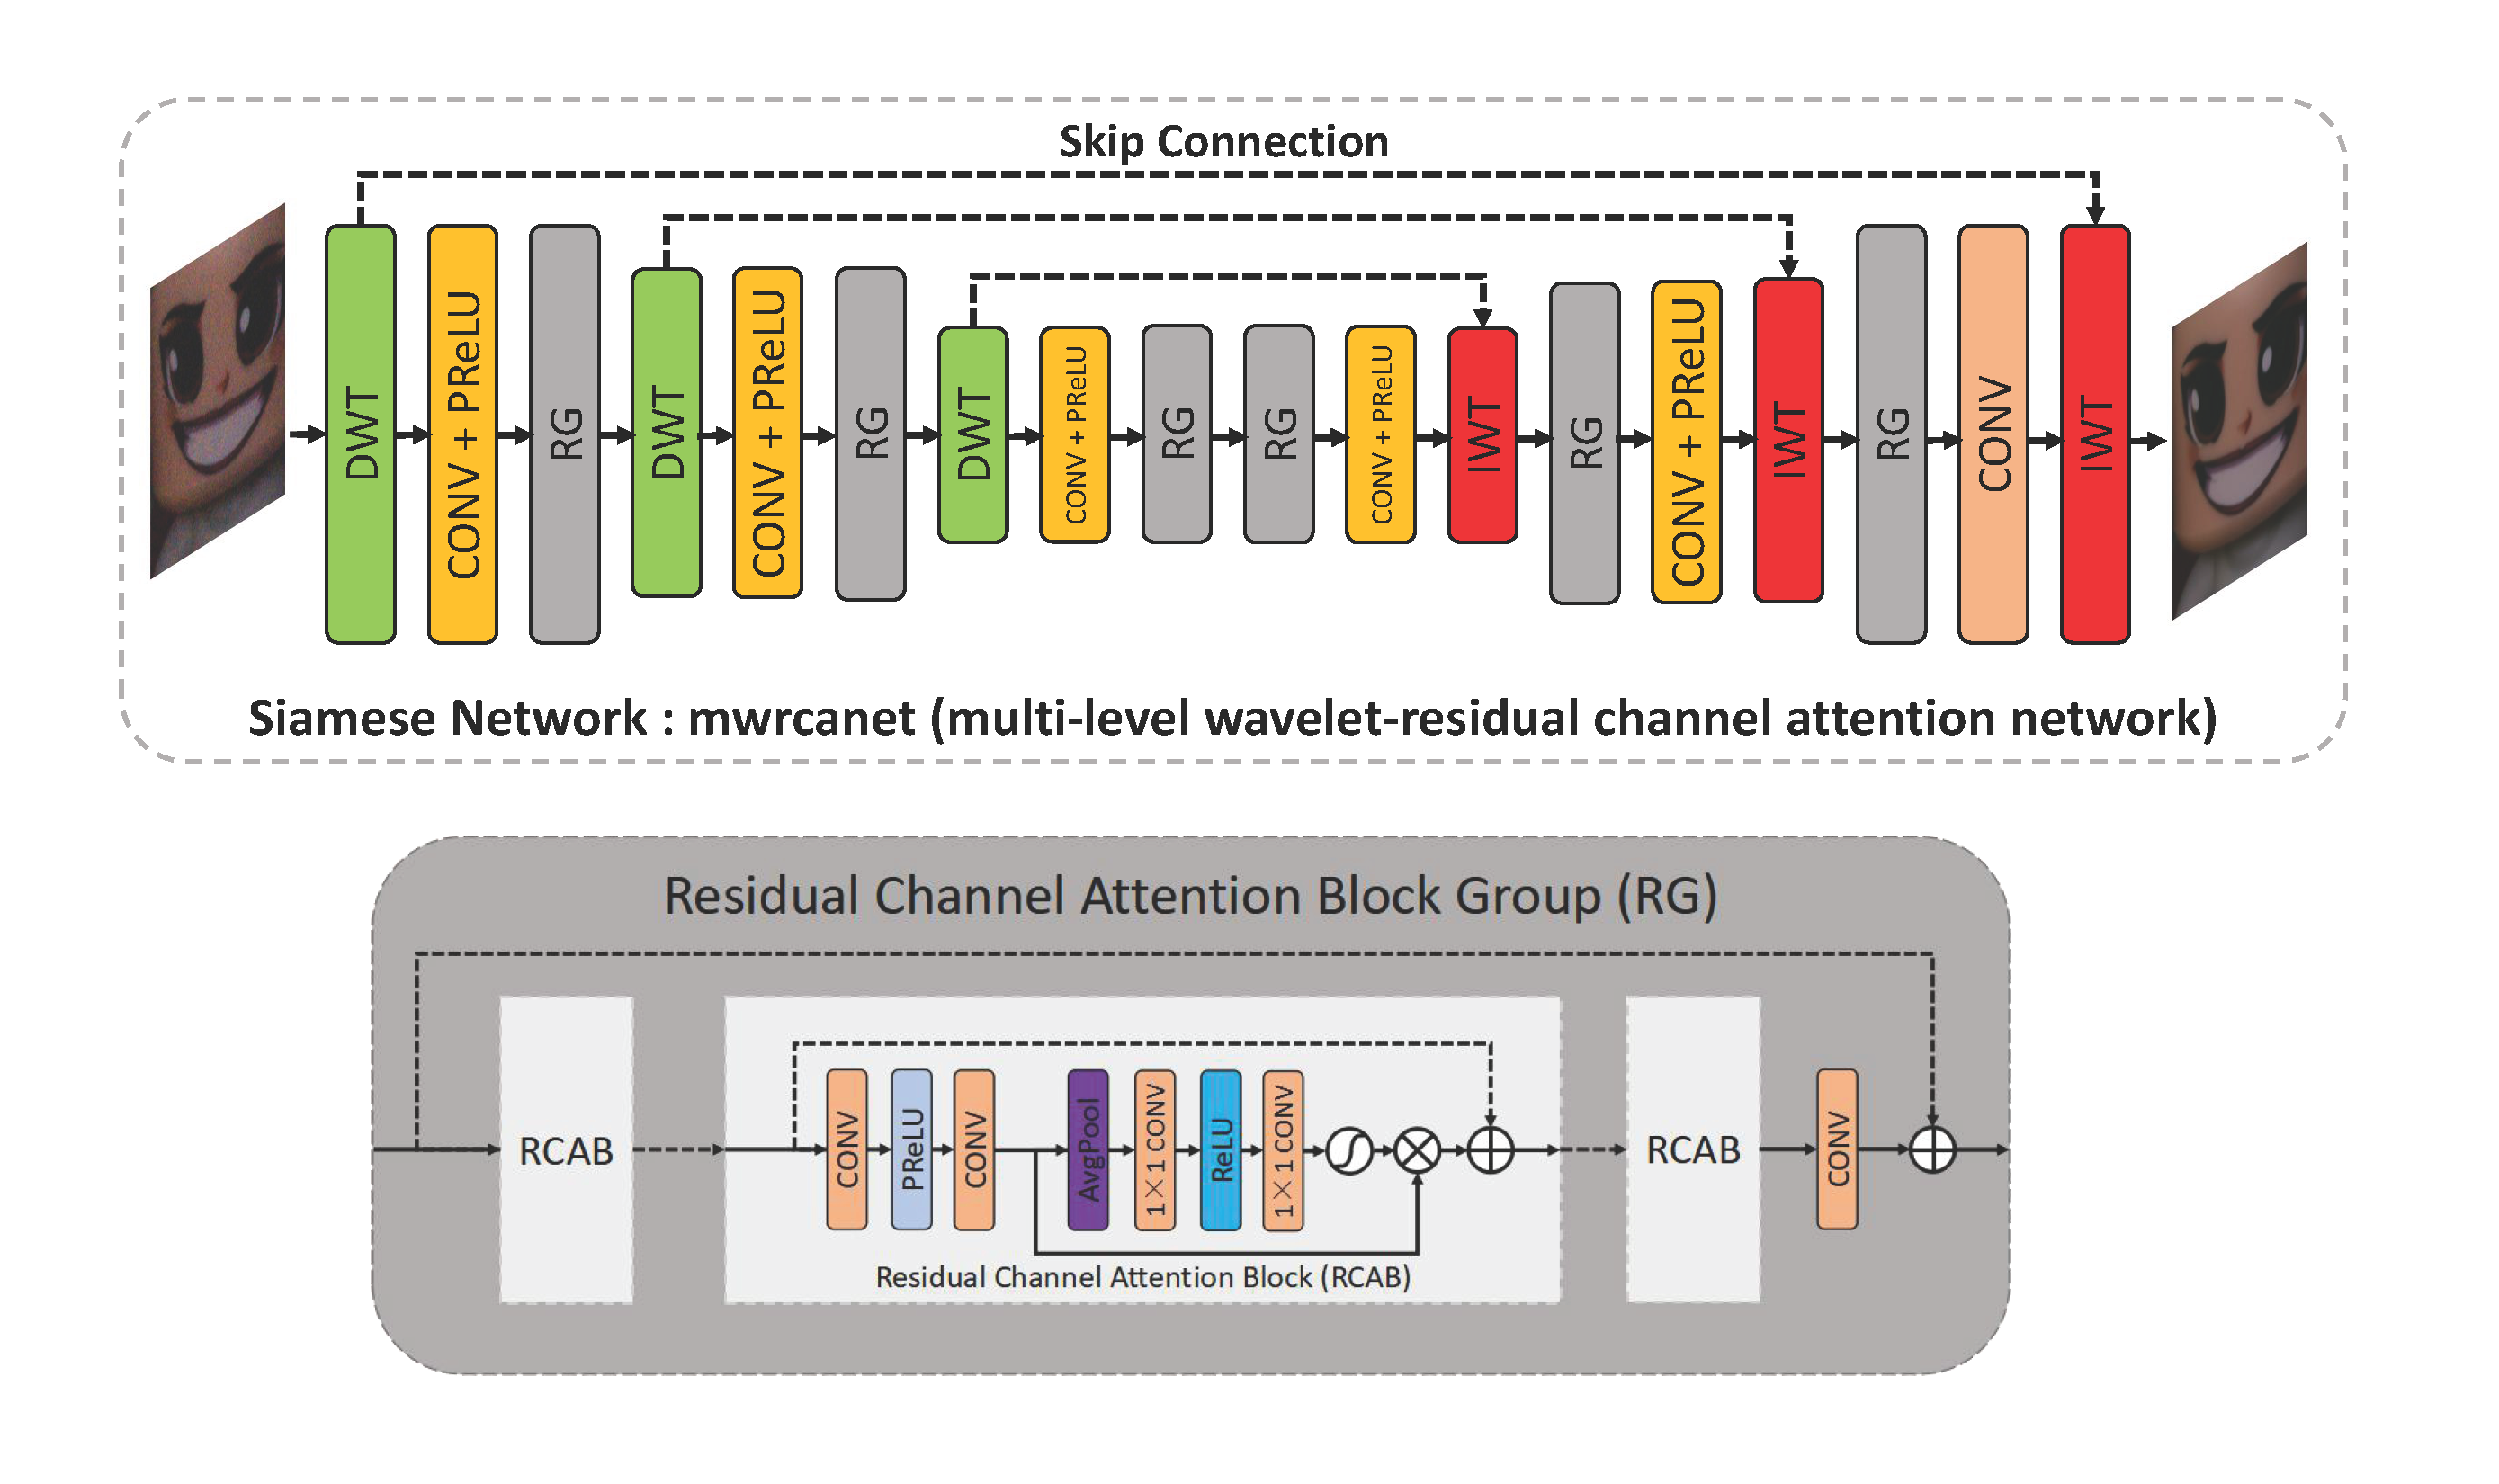 Skip Connection
DWT
CONV + PReLU
RG
DWT
CONV + PReLU
RG
DWT
CONV + PReLU
RG
RG
CONV + PReLU
IWT
RG
CONV + PReLU
IWT
RG
CONV
IWT
Siamese Network : mwrcanet (multi-level wavelet-residual channel attention network)
Residual Channel Attention Block Group (RG)
RCAB
CONV
PReLU
CONV
AvgPool
1×1 CONV
ReLU
1×1 CONV
Residual Channel Attention Block (RCAB)
RCAB
CONV